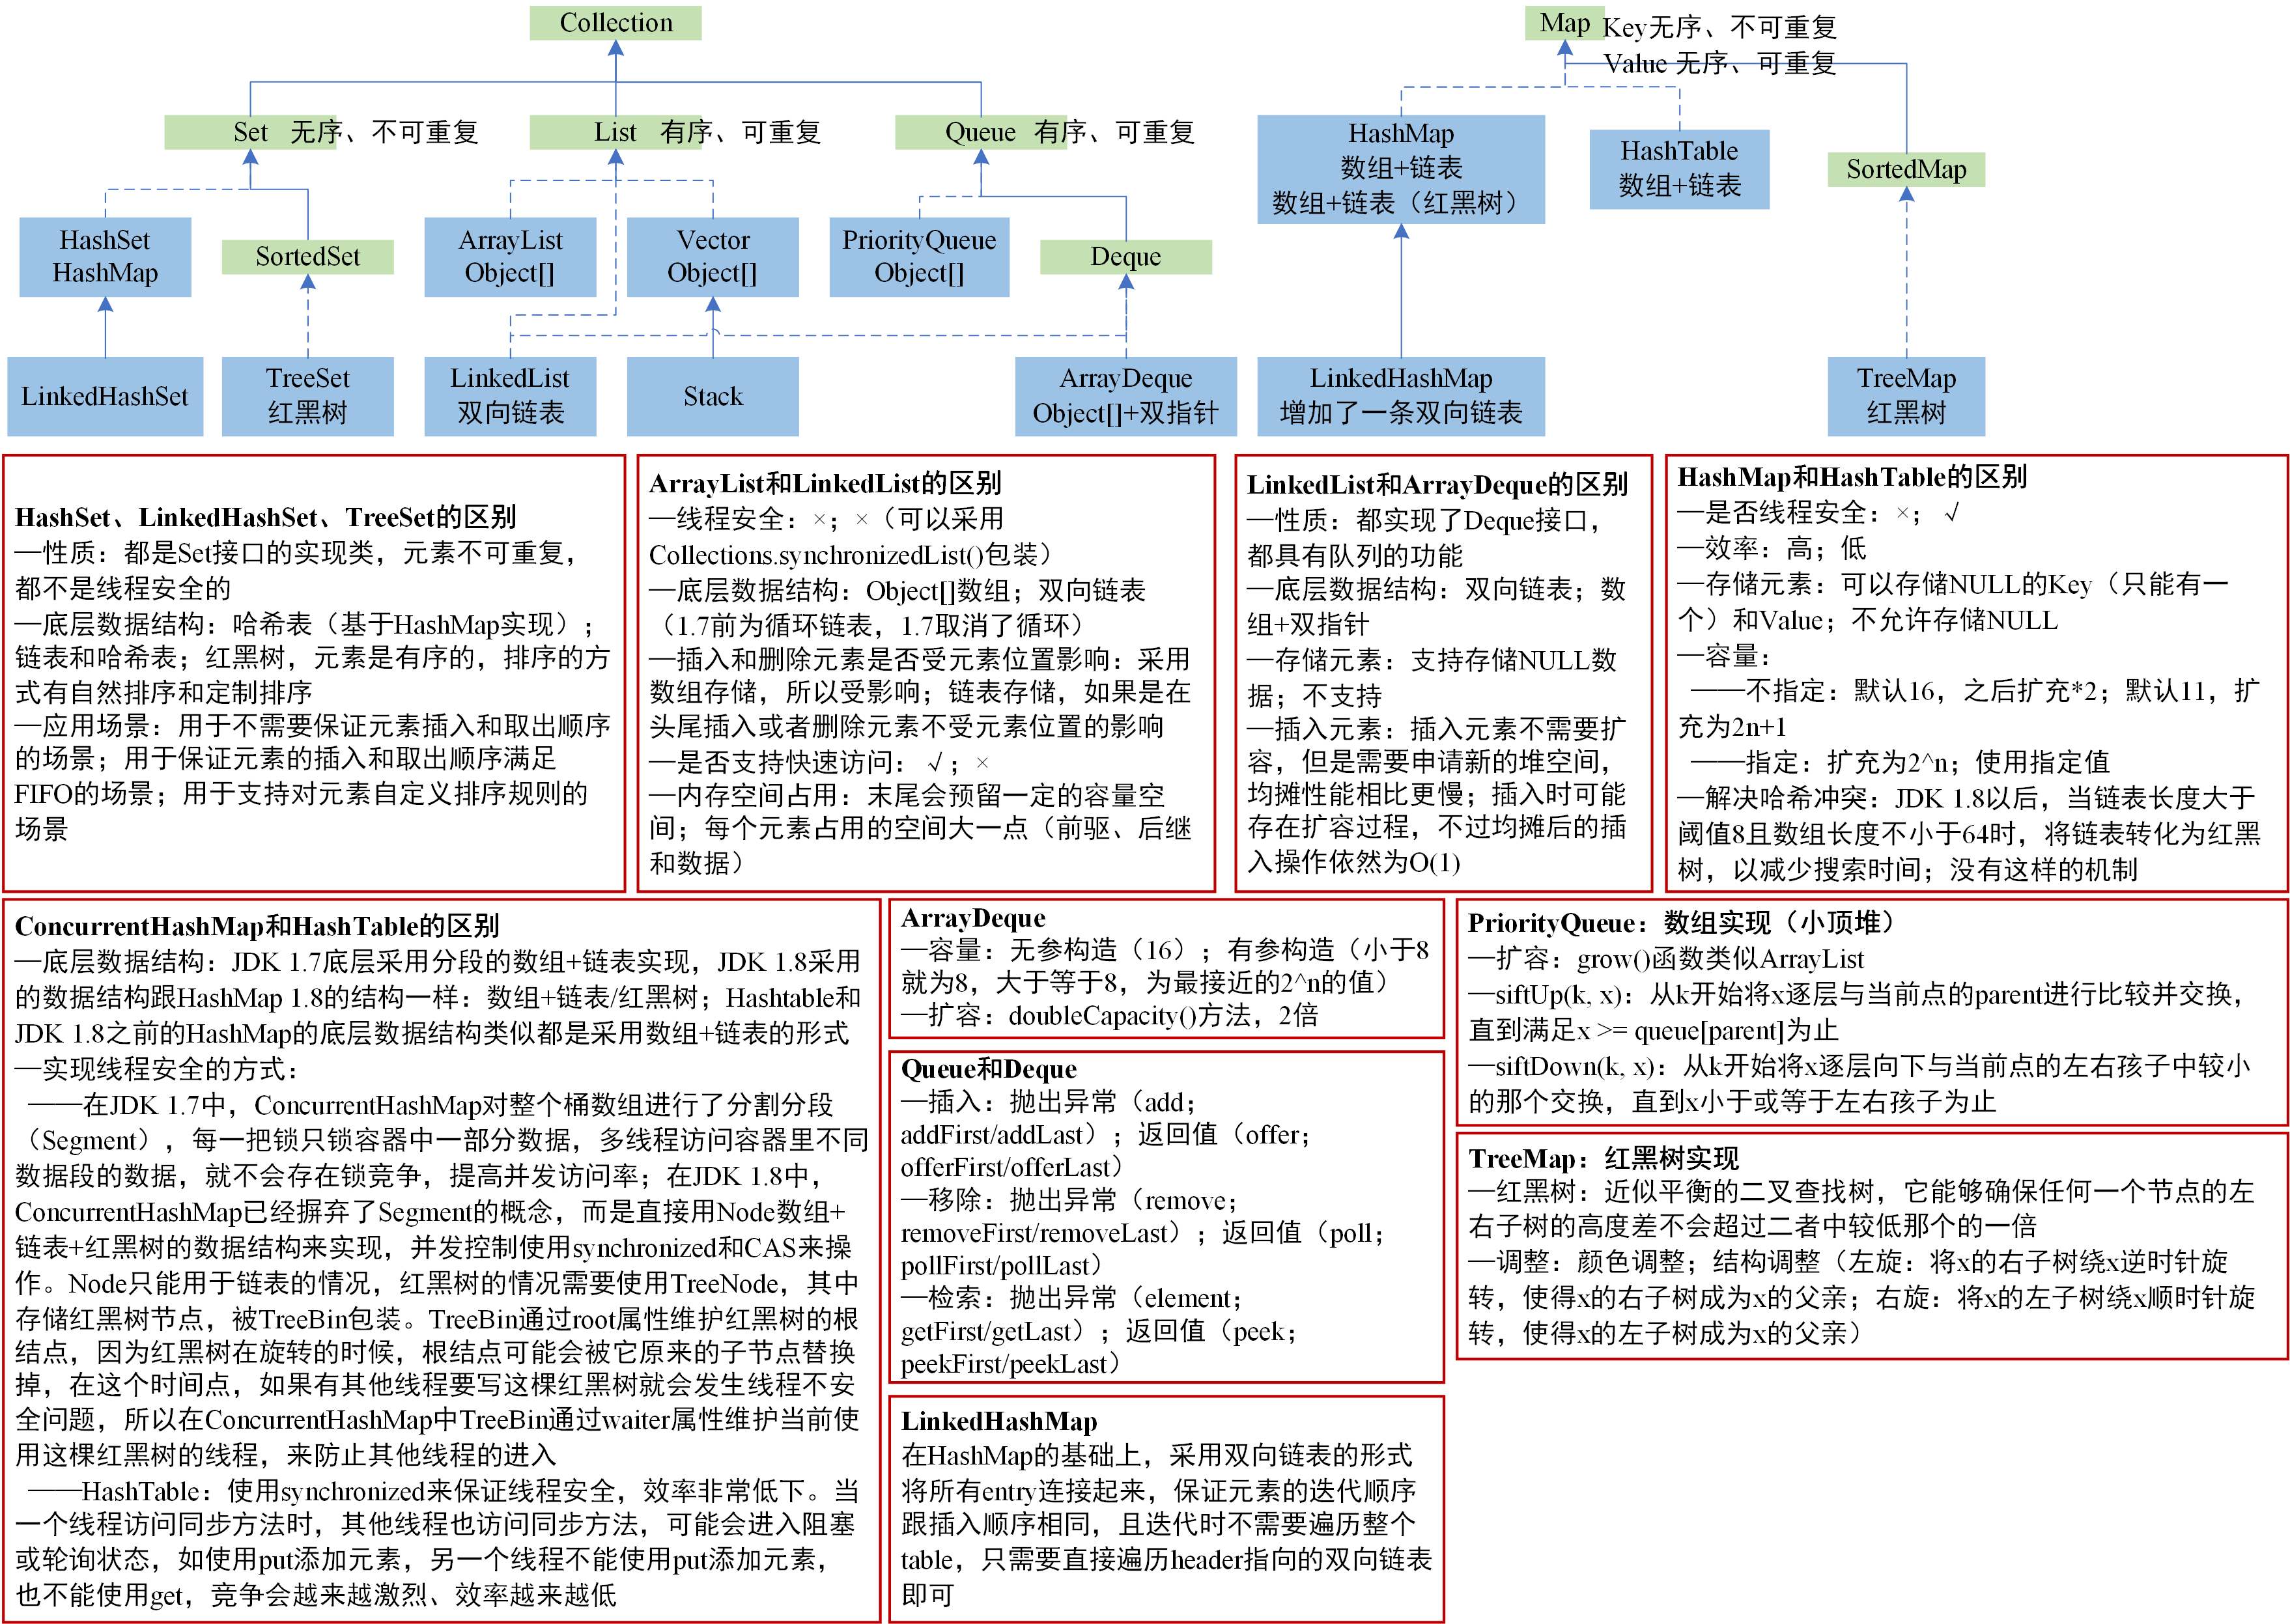 Collection
Map
Key无序、不可重复
Value 无序、可重复
Set 无序、不可重复
List 有序、可重复
Queue 有序、可重复
HashMap
数组+链表
数组+链表（红黑树）
HashTable
数组+链表
SortedMap
HashSet
HashMap
SortedSet
ArrayList
Object[]
Vector
Object[]
PriorityQueue
Object[]
Deque
LinkedHashSet
TreeSet
红黑树
LinkedList
双向链表
Stack
ArrayDeque
Object[]+双指针
LinkedHashMap
增加了一条双向链表
TreeMap
红黑树
HashSet、LinkedHashSet、TreeSet的区别
—性质：都是Set接口的实现类，元素不可重复，
都不是线程安全的
—底层数据结构：哈希表（基于HashMap实现）；
链表和哈希表；红黑树，元素是有序的，排序的方
式有自然排序和定制排序
—应用场景：用于不需要保证元素插入和取出顺序
的场景；用于保证元素的插入和取出顺序满足
FIFO的场景；用于支持对元素自定义排序规则的
场景
ArrayList和LinkedList的区别
—线程安全：×；×（可以采用
Collections.synchronizedList()包装）
—底层数据结构：Object[]数组；双向链表
（1.7前为循环链表，1.7取消了循环）
—插入和删除元素是否受元素位置影响：采用
数组存储，所以受影响；链表存储，如果是在
头尾插入或者删除元素不受元素位置的影响
—是否支持快速访问：√；×
—内存空间占用：末尾会预留一定的容量空
间；每个元素占用的空间大一点（前驱、后继
和数据）
LinkedList和ArrayDeque的区别
—性质：都实现了Deque接口，
都具有队列的功能
—底层数据结构：双向链表；数
组+双指针
—存储元素：支持存储NULL数
据；不支持
—插入元素：插入元素不需要扩
容，但是需要申请新的堆空间，
均摊性能相比更慢；插入时可能
存在扩容过程，不过均摊后的插
入操作依然为O(1)
HashMap和HashTable的区别
—是否线程安全：×；√
—效率：高；低
—存储元素：可以存储NULL的Key（只能有一
个）和Value；不允许存储NULL
—容量：
——不指定：默认16，之后扩充*2；默认11，扩
充为2n+1
——指定：扩充为2^n；使用指定值
—解决哈希冲突：JDK 1.8以后，当链表长度大于
阈值8且数组长度不小于64时，将链表转化为红黑
树，以减少搜索时间；没有这样的机制
ConcurrentHashMap和HashTable的区别
—底层数据结构：JDK 1.7底层采用分段的数组+链表实现，JDK 1.8采用
的数据结构跟HashMap 1.8的结构一样：数组+链表/红黑树；Hashtable和
JDK 1.8之前的HashMap的底层数据结构类似都是采用数组+链表的形式
—实现线程安全的方式：
——在JDK 1.7中，ConcurrentHashMap对整个桶数组进行了分割分段
（Segment），每一把锁只锁容器中一部分数据，多线程访问容器里不同
数据段的数据，就不会存在锁竞争，提高并发访问率；在JDK 1.8中，
ConcurrentHashMap已经摒弃了Segment的概念，而是直接用Node数组+
链表+红黑树的数据结构来实现，并发控制使用synchronized和CAS来操
作。Node只能用于链表的情况，红黑树的情况需要使用TreeNode，其中
存储红黑树节点，被TreeBin包装。TreeBin通过root属性维护红黑树的根
结点，因为红黑树在旋转的时候，根结点可能会被它原来的子节点替换
掉，在这个时间点，如果有其他线程要写这棵红黑树就会发生线程不安
全问题，所以在ConcurrentHashMap中TreeBin通过waiter属性维护当前使
用这棵红黑树的线程，来防止其他线程的进入
——HashTable：使用synchronized来保证线程安全，效率非常低下。当
一个线程访问同步方法时，其他线程也访问同步方法，可能会进入阻塞
或轮询状态，如使用put添加元素，另一个线程不能使用put添加元素，
也不能使用get，竞争会越来越激烈、效率越来越低
ArrayDeque
—容量：无参构造（16）；有参构造（小于8
就为8，大于等于8，为最接近的2^n的值）
—扩容：doubleCapacity()方法，2倍
Queue和Deque
—插入：抛出异常（add；
addFirst/addLast）；返回值（offer；
offerFirst/offerLast）
—移除：抛出异常（remove；
removeFirst/removeLast）；返回值（poll；
pollFirst/pollLast）
—检索：抛出异常（element；
getFirst/getLast）；返回值（peek；
peekFirst/peekLast）
LinkedHashMap
在HashMap的基础上，采用双向链表的形式
将所有entry连接起来，保证元素的迭代顺序
跟插入顺序相同，且迭代时不需要遍历整个
table，只需要直接遍历header指向的双向链表
即可
PriorityQueue：数组实现（小顶堆）
—扩容：grow()函数类似ArrayList
—siftUp(k, x)：从k开始将x逐层与当前点的parent进行比较并交换，
直到满足x >= queue[parent]为止
—siftDown(k, x)：从k开始将x逐层向下与当前点的左右孩子中较小
的那个交换，直到x小于或等于左右孩子为止
TreeMap：红黑树实现
—红黑树：近似平衡的二叉查找树，它能够确保任何一个节点的左
右子树的高度差不会超过二者中较低那个的一倍
—调整：颜色调整；结构调整（左旋：将x的右子树绕x逆时针旋
转，使得x的右子树成为x的父亲；右旋：将x的左子树绕x顺时针旋
转，使得x的左子树成为x的父亲）